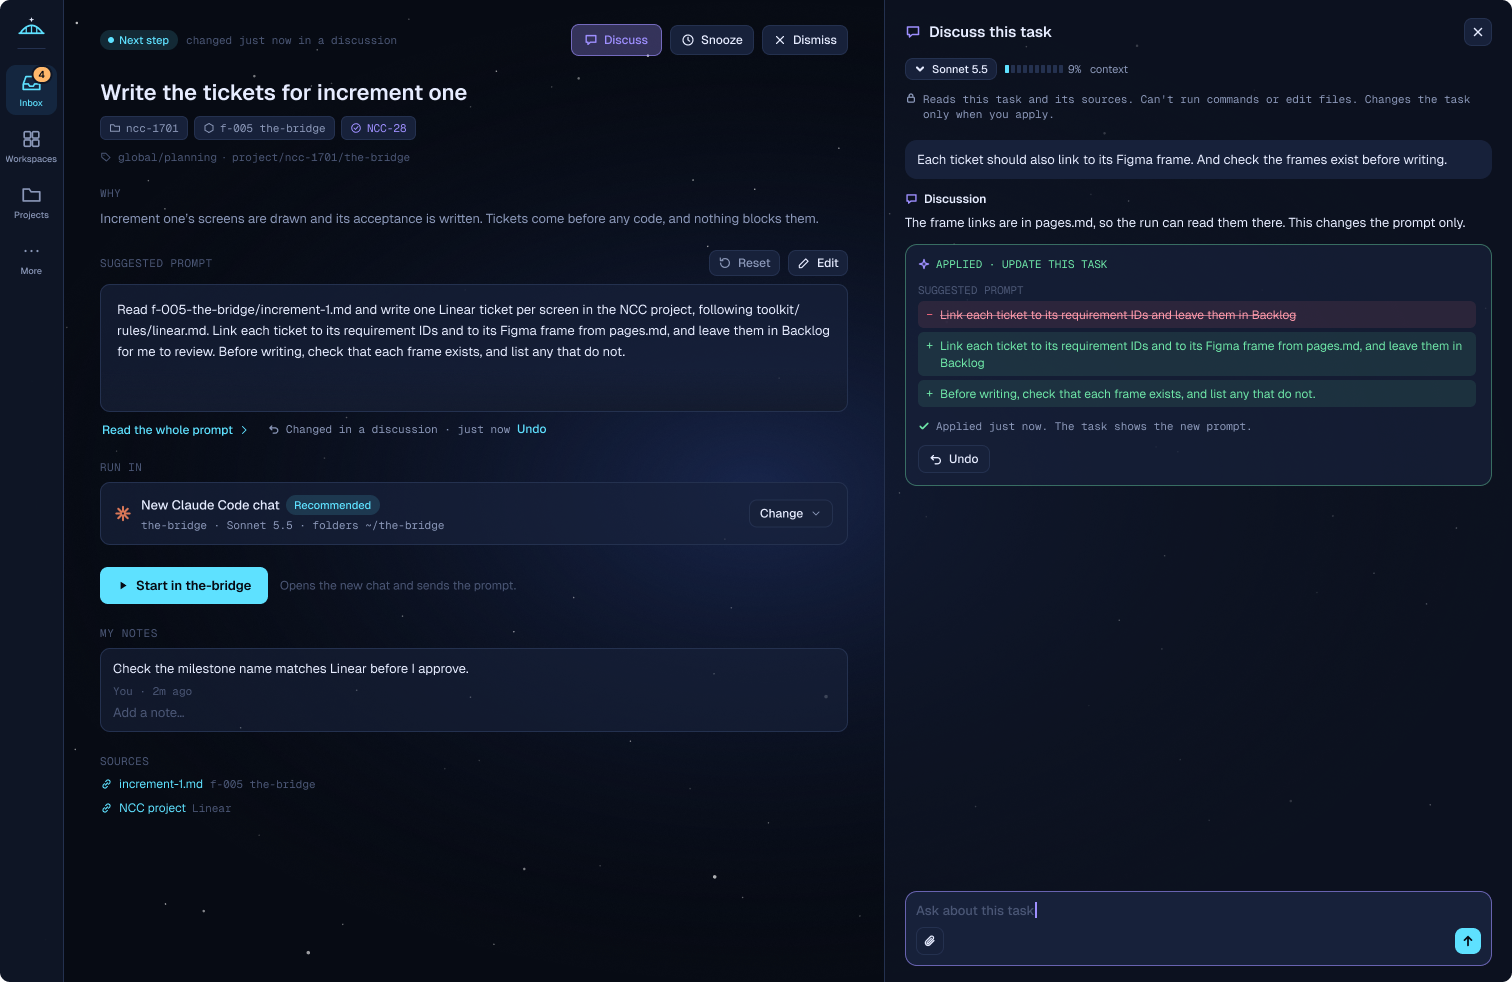 4
Inbox
Workspaces
Projects
More
Next step
changed just now in a discussion
Discuss
Snooze
Dismiss
Write the tickets for increment one
ncc-1701
f-005 the-bridge
NCC-28
global/planning · project/ncc-1701/the-bridge
WHY
Increment one's screens are drawn and its acceptance is written. Tickets come before any code, and nothing blocks them.
SUGGESTED PROMPT
Reset
Edit
Read f-005-the-bridge/increment-1.md and write one Linear ticket per screen in the NCC project, following toolkit/
rules/linear.md. Link each ticket to its requirement IDs and to its Figma frame from pages.md, and leave them in Backlog
for me to review. Before writing, check that each frame exists, and list any that do not.
Read the whole prompt
Changed in a discussion · just now Undo
RUN IN
New Claude Code chat
Recommended
the-bridge · Sonnet 5.5 · folders ~/the-bridge
Change
Start in the-bridge
Opens the new chat and sends the prompt.
MY NOTES
Check the milestone name matches Linear before I approve.
You · 2m ago
Add a note…
SOURCES
increment-1.md f-005 the-bridge
NCC project Linear
Discuss this task
Sonnet 5.5
9% context
Reads this task and its sources. Can't run commands or edit files. Changes the task
only when you apply.
Each ticket should also link to its Figma frame. And check the frames exist before writing.
Discussion
The frame links are in pages.md, so the run can read them there. This changes the prompt only.
APPLIED · UPDATE THIS TASK
SUGGESTED PROMPT
− Link each ticket to its requirement IDs and leave them in Backlog
+ Link each ticket to its requirement IDs and to its Figma frame from pages.md, and leave them in
Backlog
+ Before writing, check that each frame exists, and list any that do not.
Applied just now. The task shows the new prompt.
Undo
Ask about this task